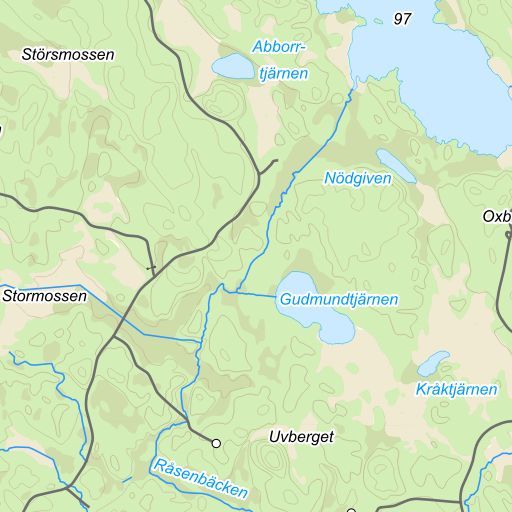 97
Störsmossen
Abborr-
tjärnen
Nödgiven
Oxb
Stormossen
Gudmundtjärnen
Kråktjärnen
Uvberget
Råsenbäcken